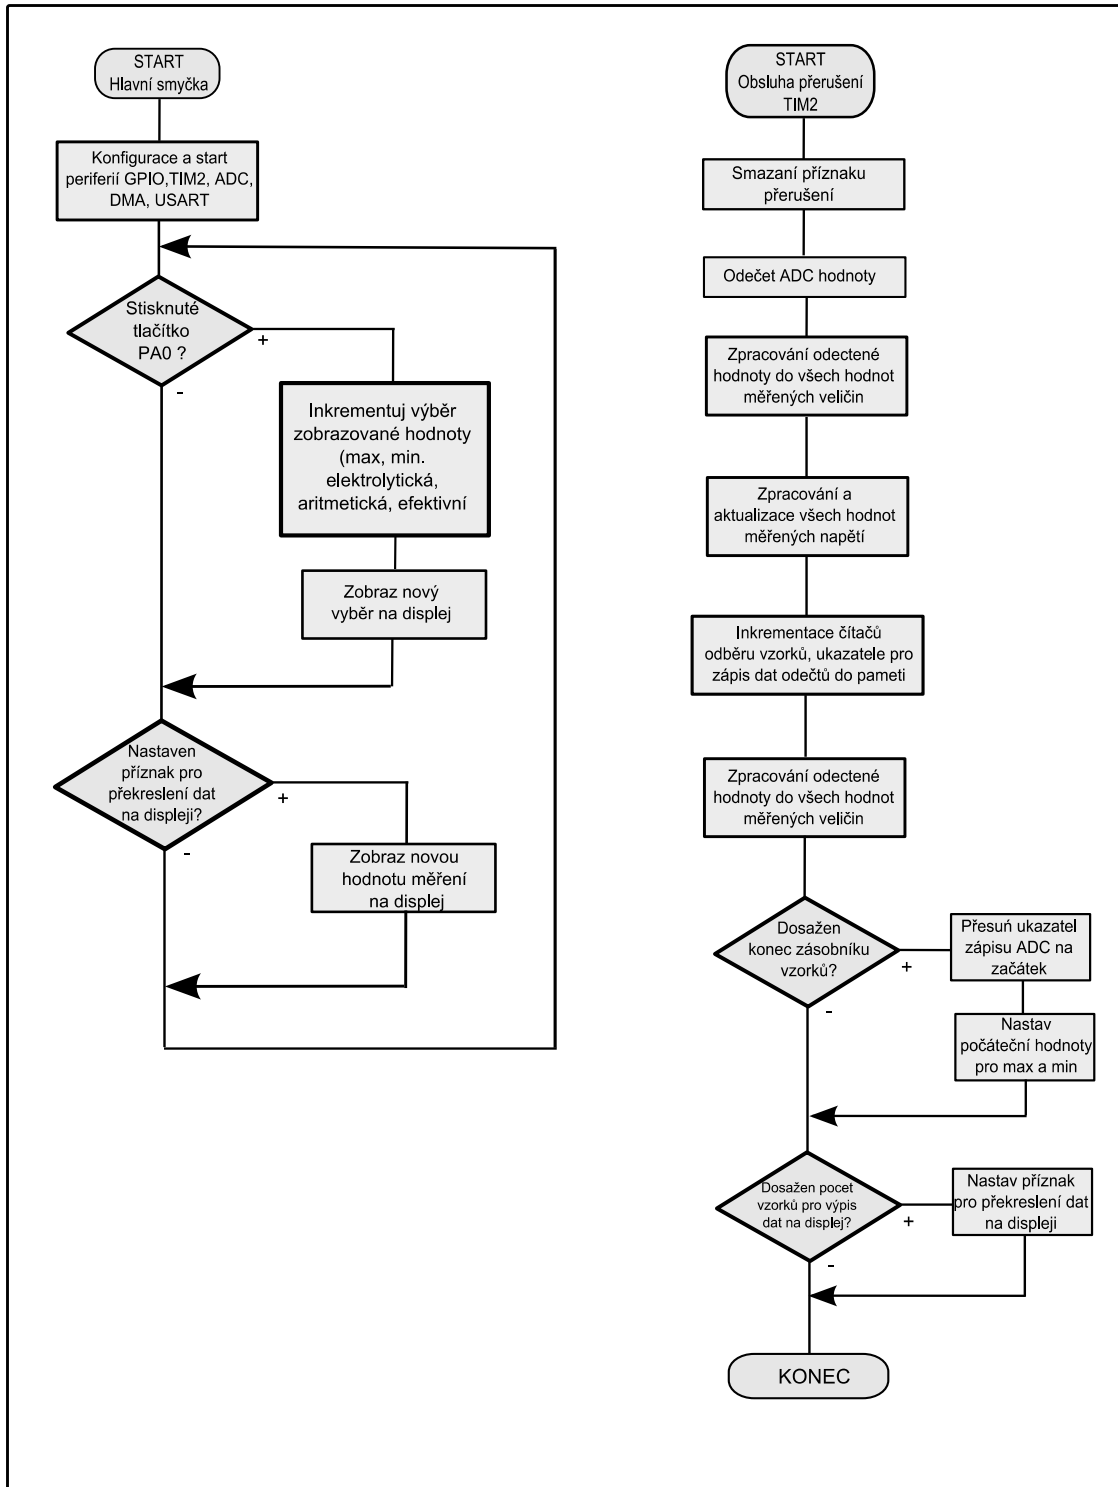 START
Hlavní smyčka
Konfigurace a start
periferií GPIO,TIM2, ADC,
DMA, USART
Stisknuté
tlačítko
PA0 ?
+
-
Inkrementuj výběr
zobrazované hodnoty
(max, min.
elektrolytická,
aritmetická, efektivní
Zobraz nový
vyběr na displej
Nastaven
příznak pro
překreslení dat
na displeji?
+
-
Zobraz novou
hodnotu měření
na displej
START
Obsluha přerušení
TIM2
Smazaní příznaku
přerušení
Odečet ADC hodnoty
Zpracování odectené
hodnoty do všech hodnot
měřených veličin
Zpracování a
aktualizace všech hodnot
měřených napětí
Inkrementace čítačů
odběru vzorků, ukazatele pro
zápis dat odečtů do pameti
Zpracování odectené
hodnoty do všech hodnot
měřených veličin
Dosažen
konec zásobníku
vzorků?
+
-
Přesuń ukazatel
zápisu ADC na
začátek
Nastav
počáteční hodnoty
pro max a min
Dosažen pocet
vzorků pro výpis
dat na displej?
+
-
Nastav příznak
pro překreslení dat
na displeji
KONEC